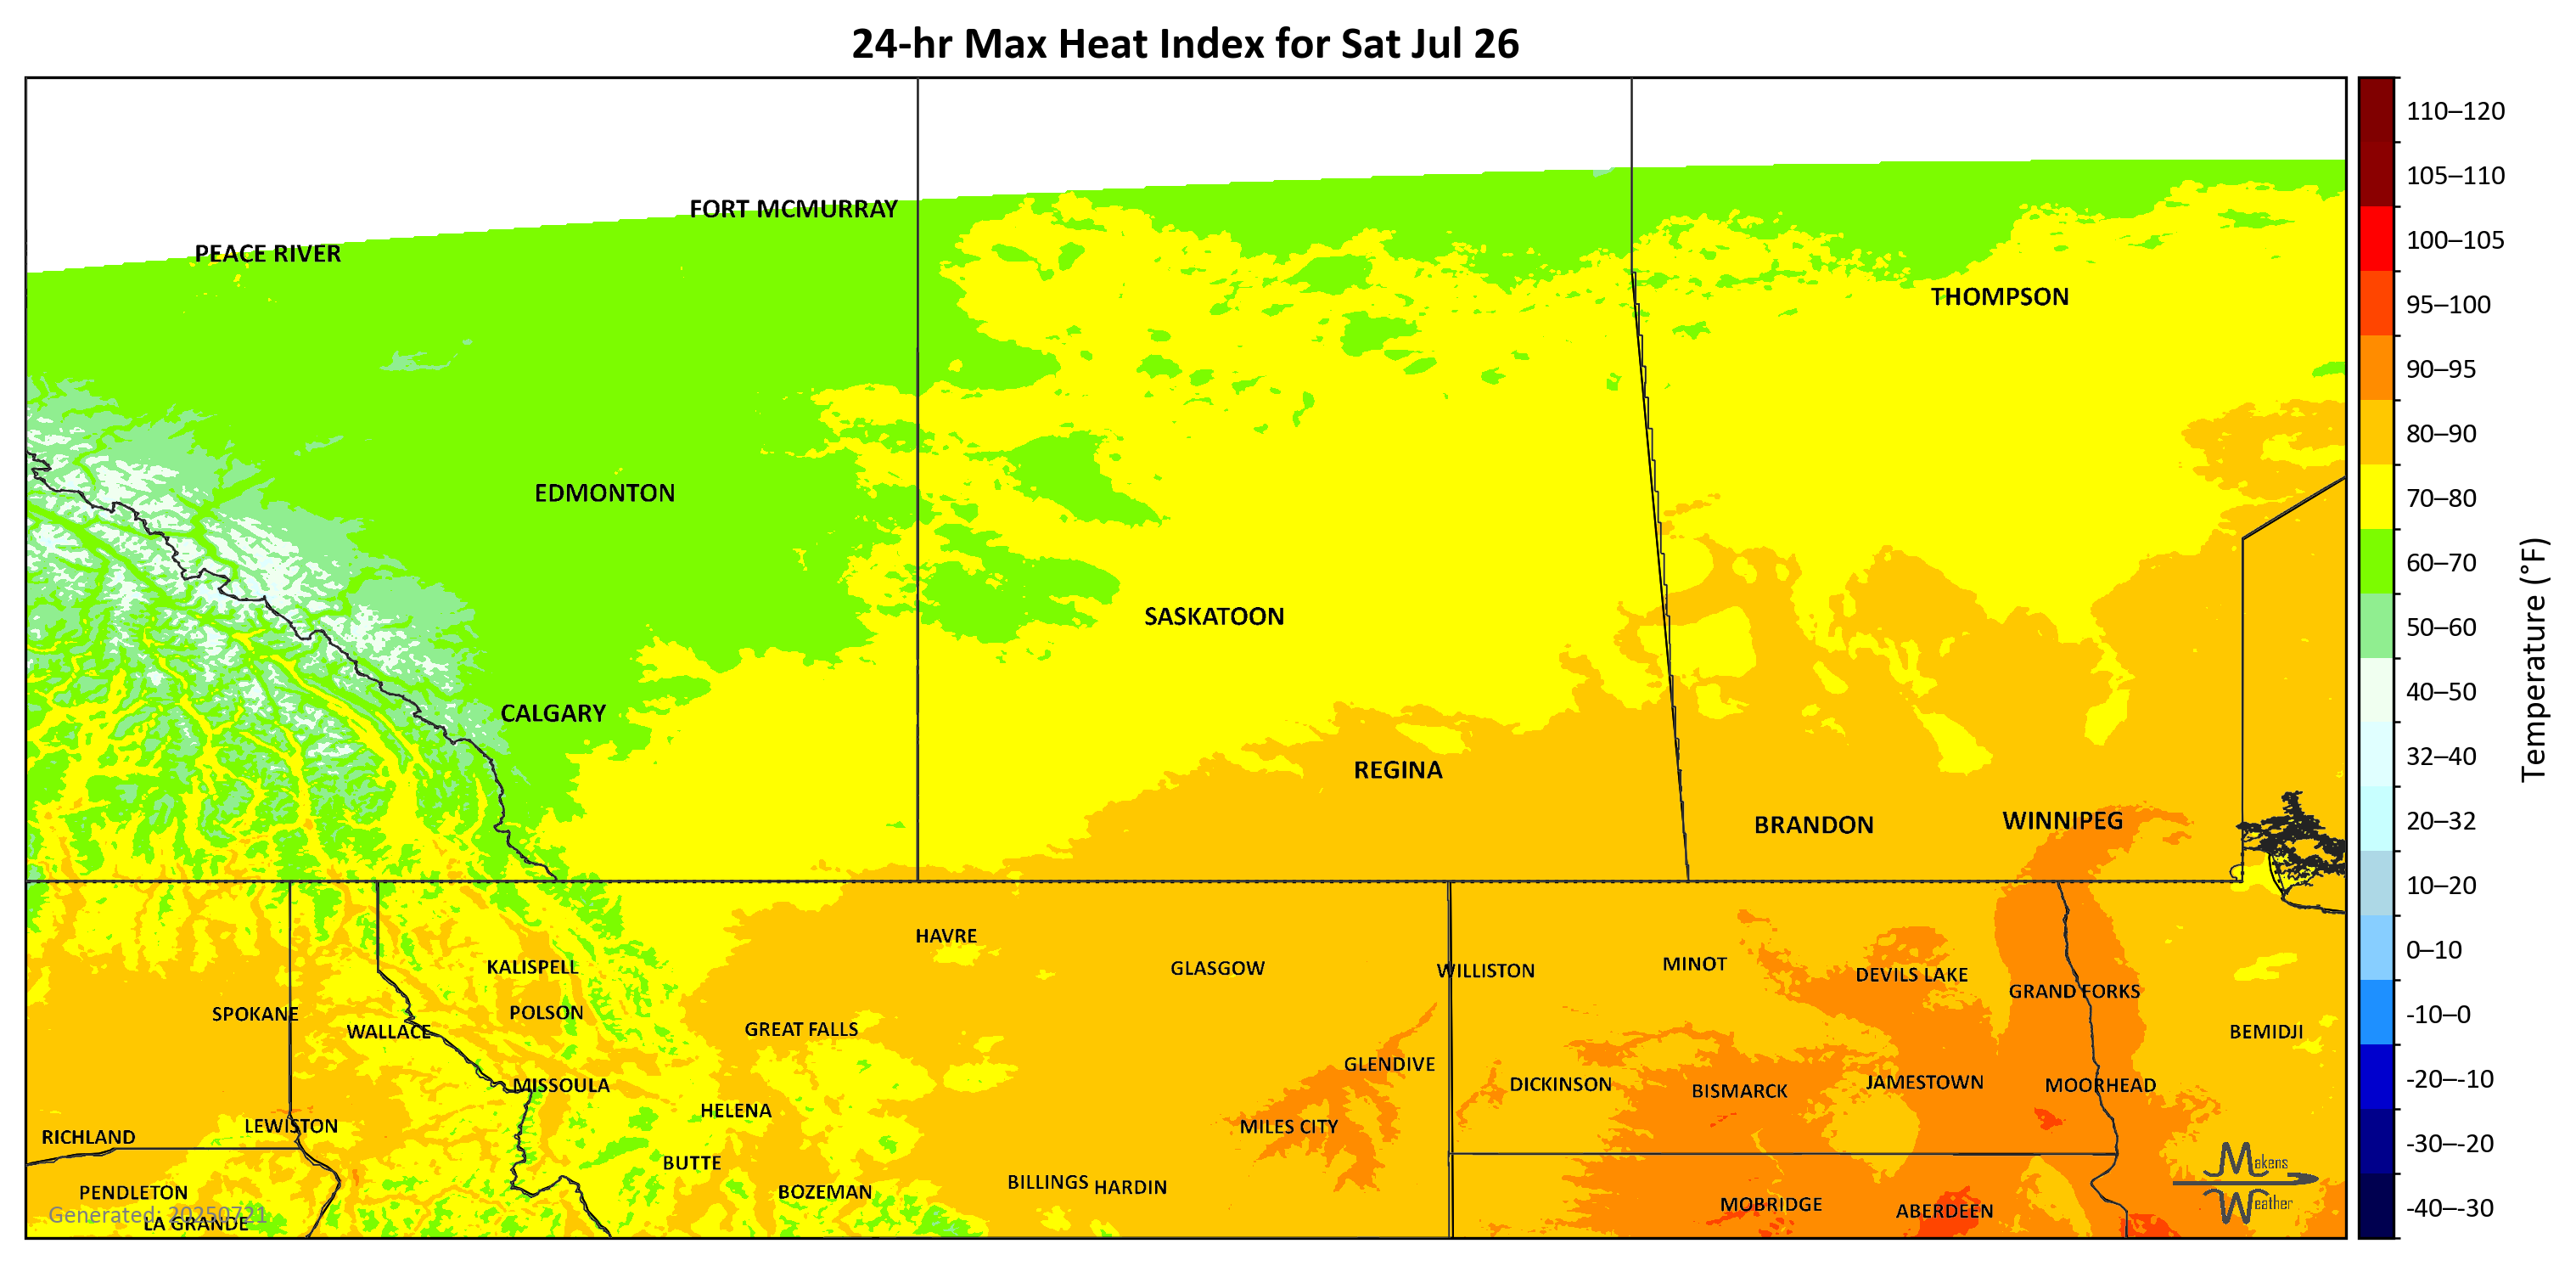 24-hr Max Heat Index for Sat Jul 26
FORT MCMURRAY
PEACE RIVER
THOMPSON
EDMONTON
SASKATOON
CALGARY
REGINA
BRANDON
WINNIPEG
HAVRE
KALISPELL
GLASGOW
WILLISTON
MINOT
DEVILS LAKE
GRAND FORKS
SPOKANE
POLSON
WALLACE
GREAT FALLS
BEMIDJI
GLENDIVE
MISSOULA
DICKINSON
BISMARCK
JAMESTOWN
MOORHEAD
HELENA
LEWISTON
MILES CITY
RICHLAND
BUTTE
PENDLETON
BOZEMAN
BILLINGS
HARDIN
MOBRIDGE
ABERDEEN
Generated: 20250721
LA GRANDE
Makens
Weather
110–120
105–110
100–105
95–100
90–95
80–90
70–80
60–70
50–60
40–50
32–40
20–32
10–20
0–10
-10–0
-20–-10
-30–-20
-40–-30
Temperature (°F)